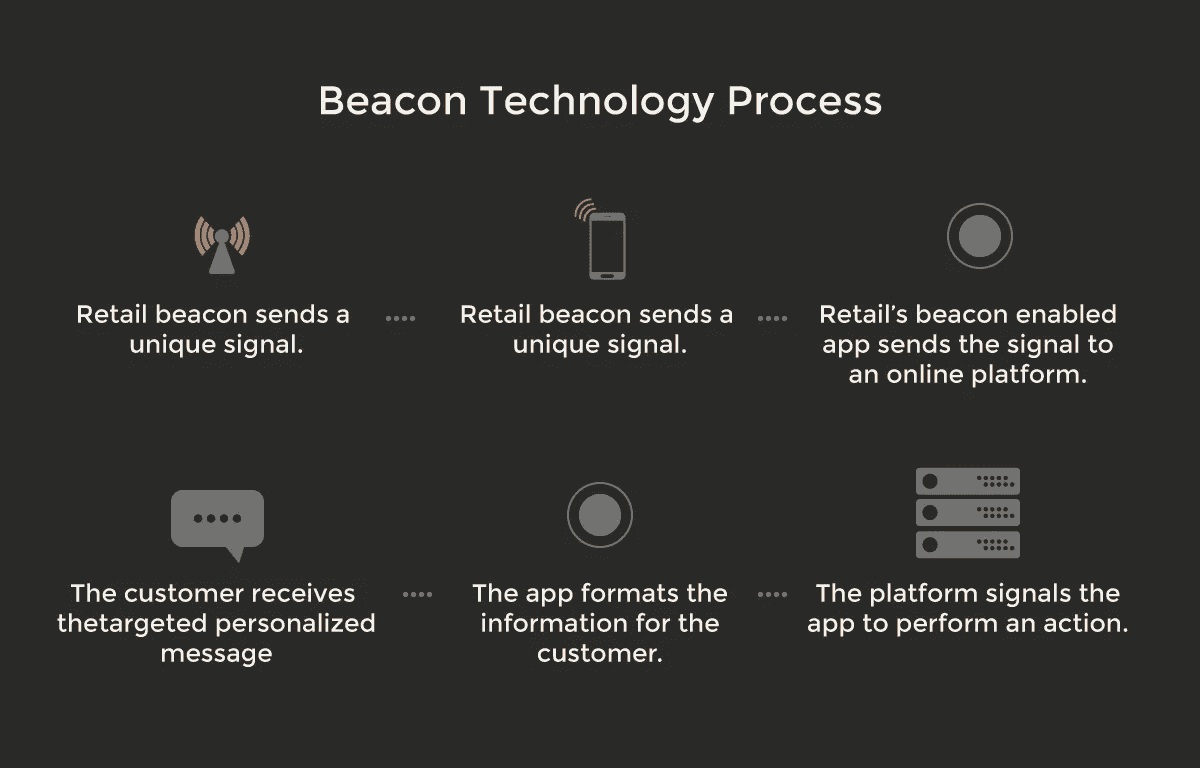 Beacon Technology Process
Retail beacon sends a
unique signal.
Retail beacon sends a
unique signal.
Retail's beacon enabled
app sends the signal to
an online platform.
The customer receives
thetargeted personalized
message
The app formats the
information for the
customer.
The platform signals the
app to perform an action.